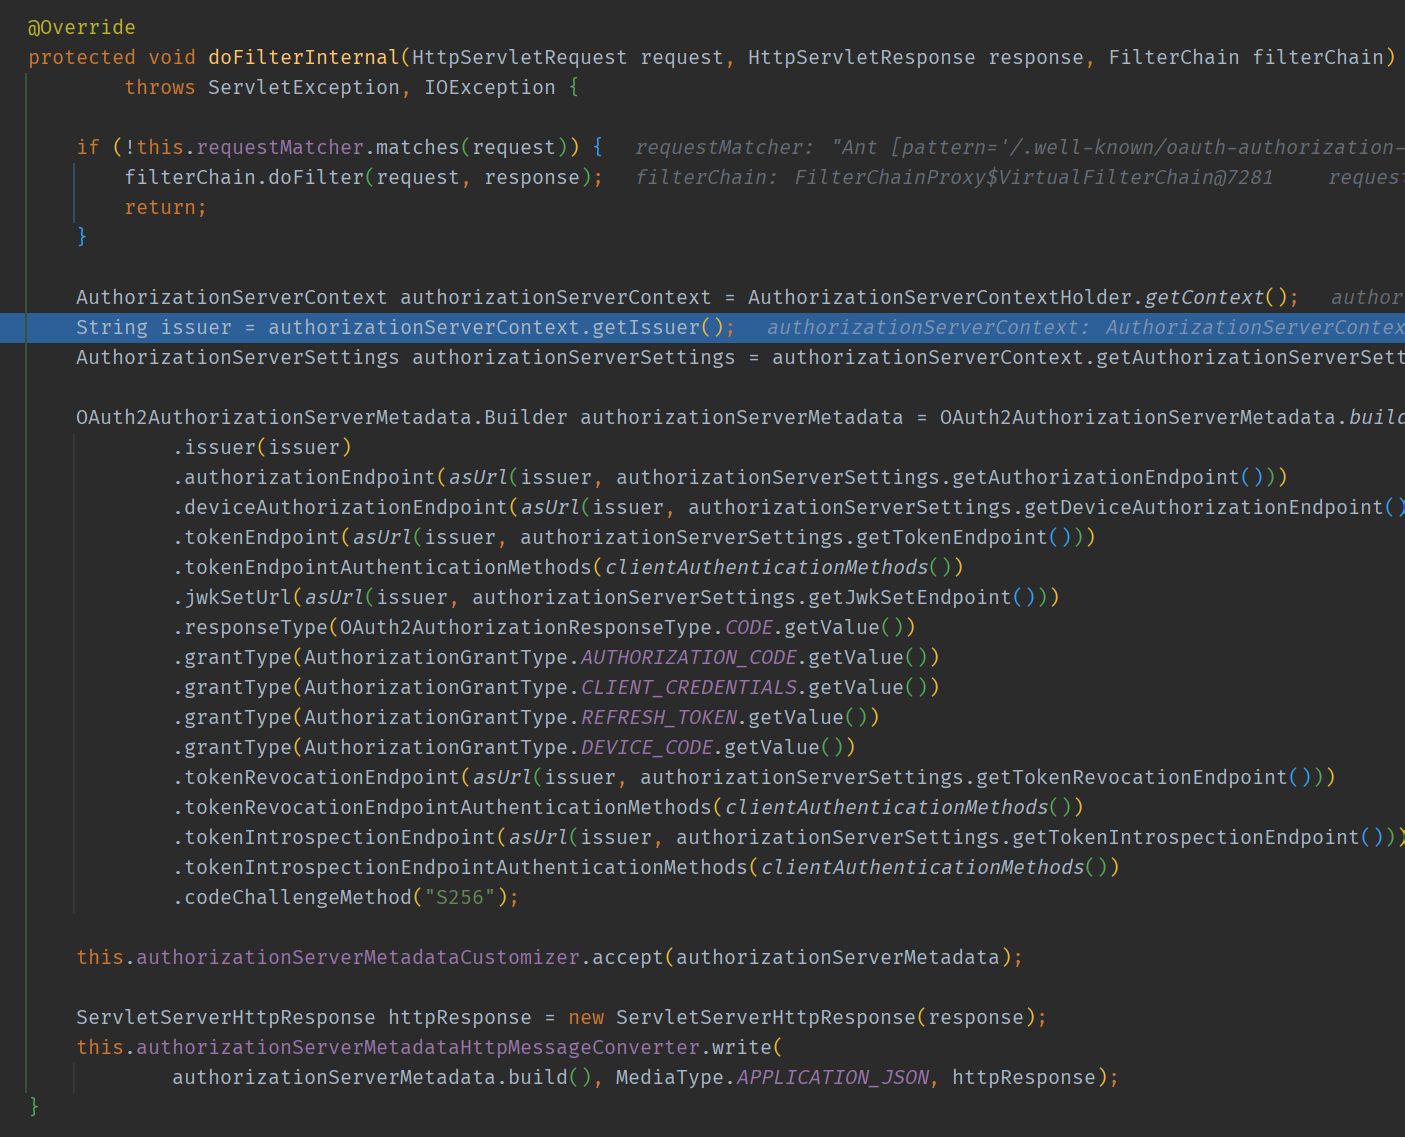 @Override
protected void doFilterInternal(HttpServletRequest request, HttpServletResponse response, FilterChain filterChain)
        throws ServletException, IOException {

    if (!this.requestMatcher.matches(request)) {   requestMatcher: "Ant [pattern='/.well-known/oauth-authorization-
        filterChain.doFilter(request, response);   filterChain: FilterChainProxy$VirtualFilterChain@7281     reques
        return;
    }

    AuthorizationServerContext authorizationServerContext = AuthorizationServerContextHolder.getContext();   author
    String issuer = authorizationServerContext.getIssuer();   authorizationServerContext: AuthorizationServerContex
    AuthorizationServerSettings authorizationServerSettings = authorizationServerContext.getAuthorizationServerSett

    OAuth2AuthorizationServerMetadata.Builder authorizationServerMetadata = OAuth2AuthorizationServerMetadata.build
            .issuer(issuer)
            .authorizationEndpoint(asUrl(issuer, authorizationServerSettings.getAuthorizationEndpoint()))
            .deviceAuthorizationEndpoint(asUrl(issuer, authorizationServerSettings.getDeviceAuthorizationEndpoint()
            .tokenEndpoint(asUrl(issuer, authorizationServerSettings.getTokenEndpoint()))
            .tokenEndpointAuthenticationMethods(clientAuthenticationMethods())
            .jwkSetUrl(asUrl(issuer, authorizationServerSettings.getJwkSetEndpoint()))
            .responseType(OAuth2AuthorizationResponseType.CODE.getValue())
            .grantType(AuthorizationGrantType.AUTHORIZATION_CODE.getValue())
            .grantType(AuthorizationGrantType.CLIENT_CREDENTIALS.getValue())
            .grantType(AuthorizationGrantType.REFRESH_TOKEN.getValue())
            .grantType(AuthorizationGrantType.DEVICE_CODE.getValue())
            .tokenRevocationEndpoint(asUrl(issuer, authorizationServerSettings.getTokenRevocationEndpoint()))
            .tokenRevocationEndpointAuthenticationMethods(clientAuthenticationMethods())
            .tokenIntrospectionEndpoint(asUrl(issuer, authorizationServerSettings.getTokenIntrospectionEndpoint()))
            .tokenIntrospectionEndpointAuthenticationMethods(clientAuthenticationMethods())
            .codeChallengeMethod("S256");

    this.authorizationServerMetadataCustomizer.accept(authorizationServerMetadata);

    ServletServerHttpResponse httpResponse = new ServletServerHttpResponse(response);
    this.authorizationServerMetadataHttpMessageConverter.write(
            authorizationServerMetadata.build(), MediaType.APPLICATION_JSON, httpResponse);
}